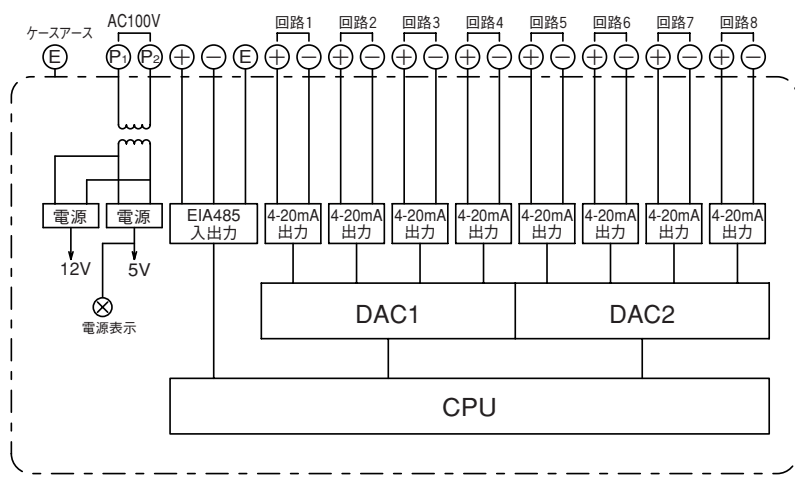 ケースアース
AC100V
回路1 回路2 回路3 回路4 回路5 回路6 回路7 回路8
E P1 P2 + − E + − + − + − + − + − + − + − + −
電源 電源
EIA485
入出力
4-20mA
出力
4-20mA
出力
4-20mA
出力
4-20mA
出力
4-20mA
出力
4-20mA
出力
4-20mA
出力
4-20mA
出力
12V 5V
電源表示
DAC1 DAC2
CPU